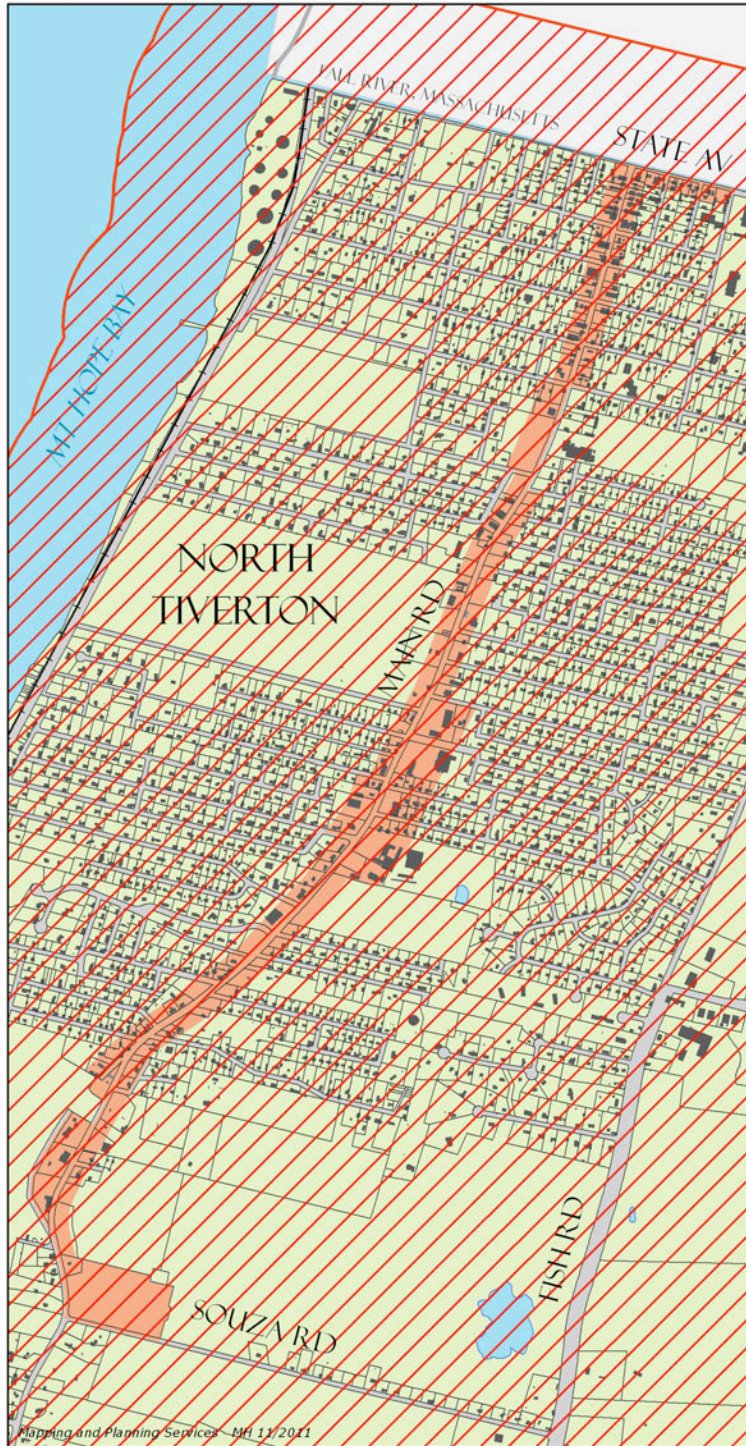 FALL RIVER, MASSACHUSETTS
STATE AV
MT HOPE BAY
NORTH
TIVERTON
MAIN RD
FISH RD
SOUZA RD
Mapping and Planning Services - MH 11/2011